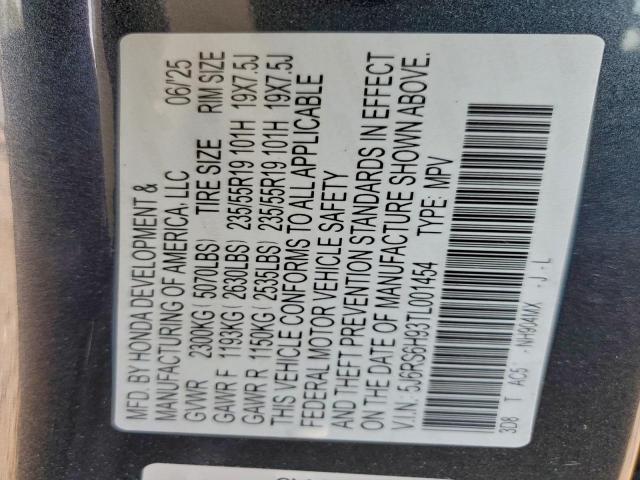 MFD. BY HONDA DEVELOPMENT &
MANUFACTURING OF AMERICA, LLC 06/'25
GVWR 2300KG ( 5070LBS) TIRE SIZE RIM SIZE
GAWR F 1193KG ( 2630LBS) 235/55R19 101H 19X7.5J
GAWR R 1150KG ( 2535LBS) 235/55R19 101H 19X7.5J
THIS VEHICLE CONFORMS TO ALL APPLICABLE
FEDERAL MOTOR VEHICLE SAFETY
AND THEFT PREVENTION STANDARDS IN EFFECT
ON THE DATE OF MANUFACTURE SHOWN ABOVE.
V.I.N: 5J6RS6H93TL001454 TYPE: MPV
3D8 T AC5 NH904MX - J - L